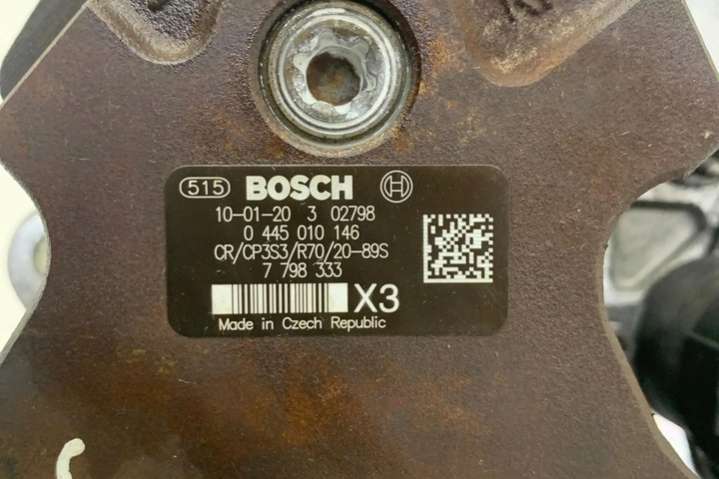 515 BOSCH
10-01-20 3 02798
0 445 010 146
CR/CP3S3/R70/20-89S
7 798 333
X3
Made in Czech Republic